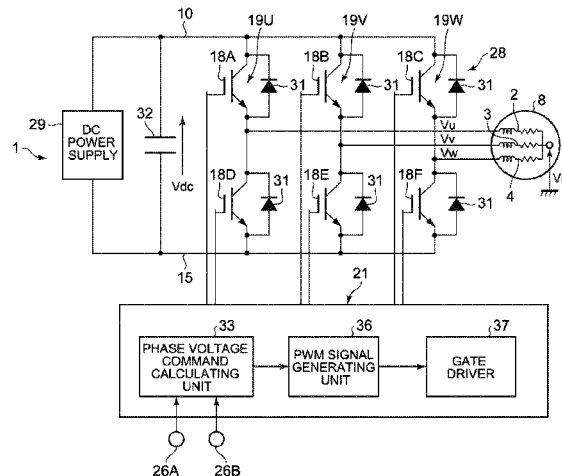 10
19U
19V
19W
28
18A
18B
18C
31
31
31
29
32
DC
POWER
SUPPLY
1
Vdc
Vu
Vv
Vw
2
3
4
8
18D
18E
18F
31
31
31
15
21
33
36
37
PHASE VOLTAGE
COMMAND
CALCULATING
UNIT
PWM SIGNAL
GENERATING
UNIT
GATE
DRIVER
26A
26B